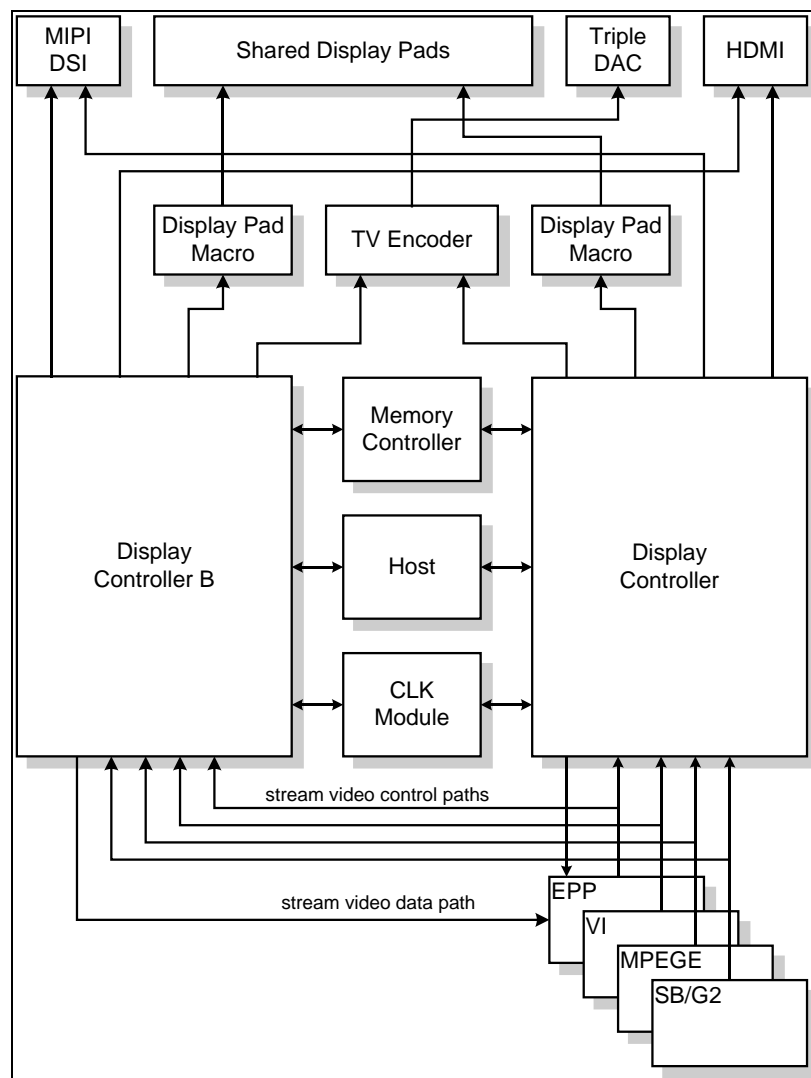 MIPI
DSI
Shared Display Pads
Triple
DAC
HDMI
Display Pad
Macro
TV Encoder
Display Pad
Macro
Memory
Controller
Display
Controller B
Host
Display
Controller
CLK
Module
stream video control paths
stream video data path
EPP
VI
MPEGE
SB/G2